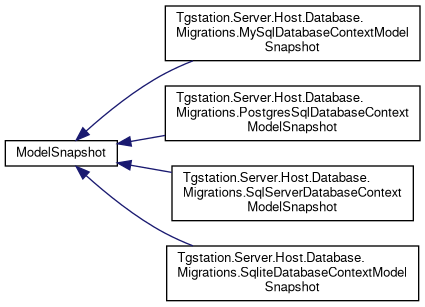 Tgstation.Server.Host.Database.
Migrations.MySqlDatabaseContextModel
Snapshot
Tgstation.Server.Host.Database.
Migrations.PostgresSqlDatabaseContext
ModelSnapshot
ModelSnapshot
Tgstation.Server.Host.Database.
Migrations.SqlServerDatabaseContext
ModelSnapshot
Tgstation.Server.Host.Database.
Migrations.SqliteDatabaseContextModel
Snapshot